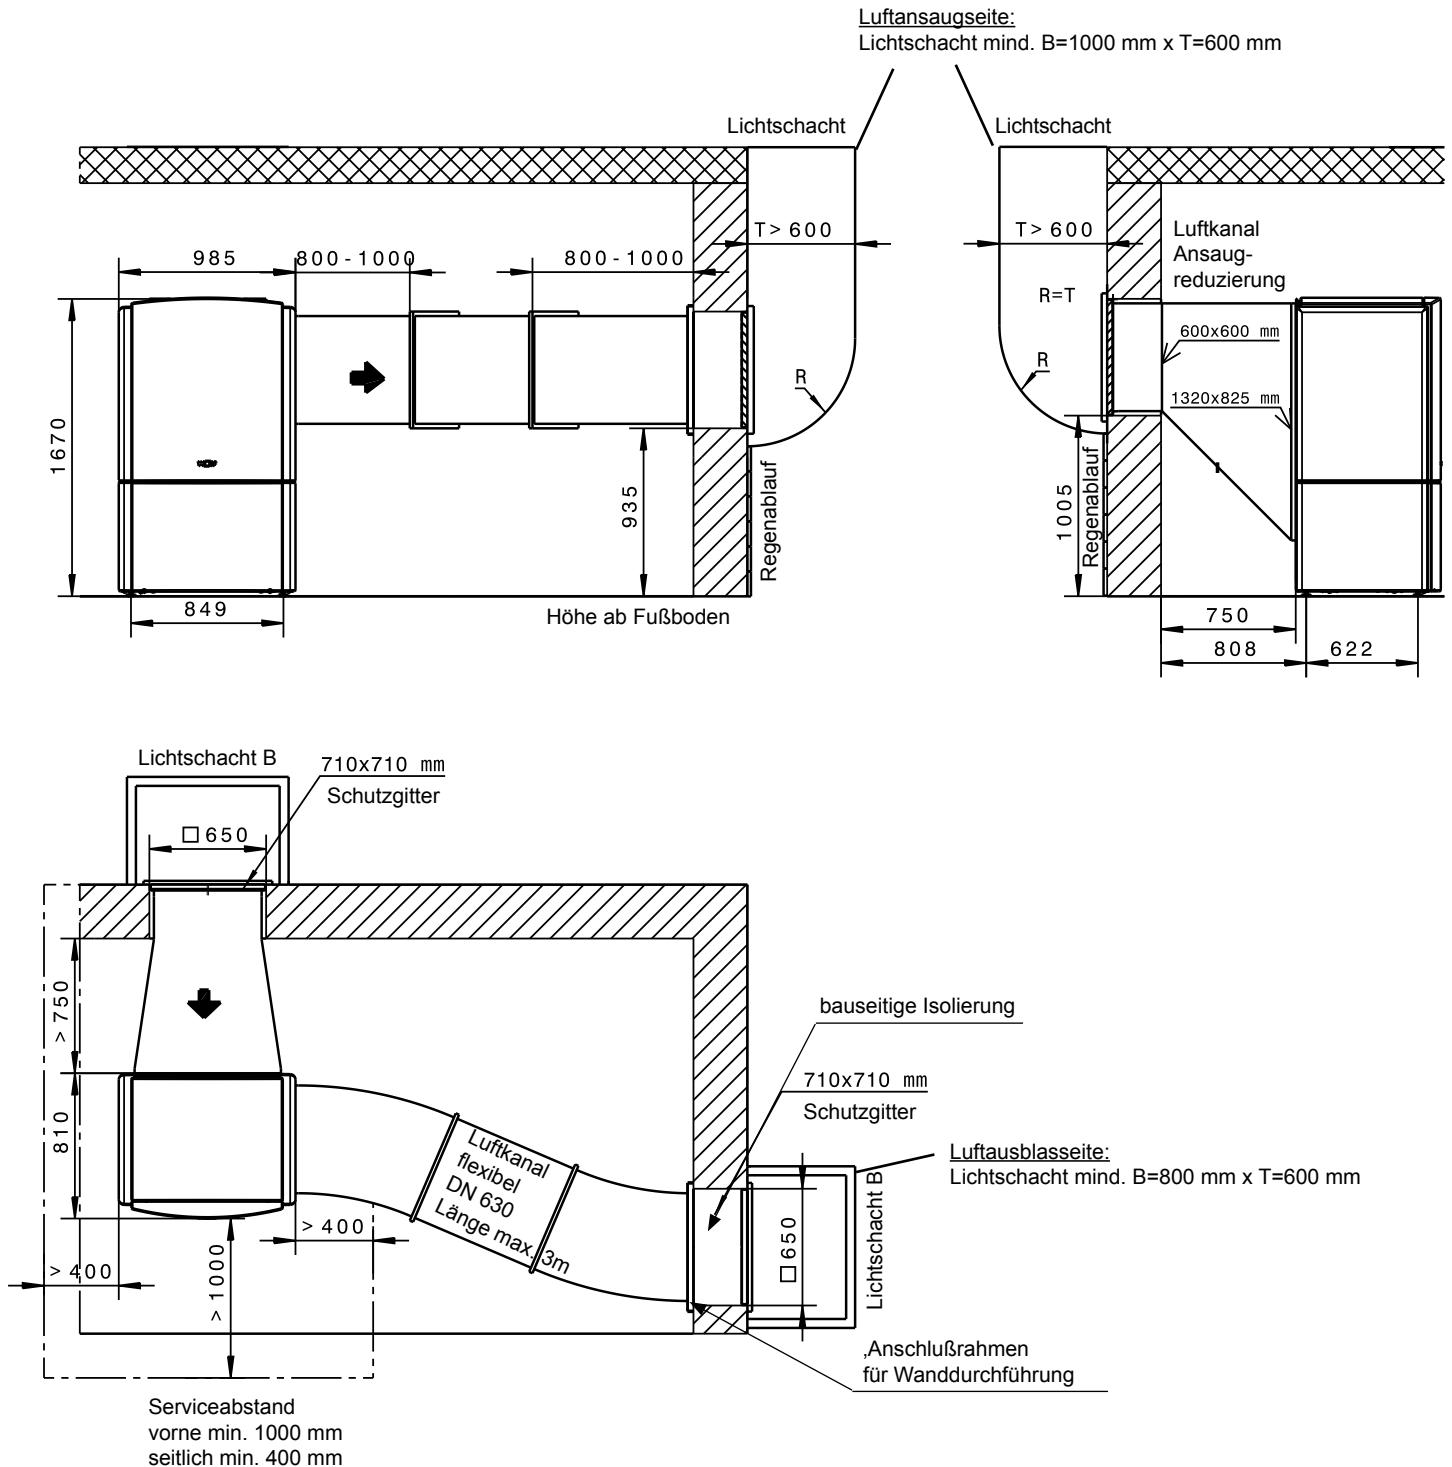 Luftansaugseite:
Lichtschacht mind. B=1000 mm x T=600 mm
Lichtschacht
Lichtschacht
985
800-1000
800-1000
T> 600
1670
R
935
Regenablauf
849
Höhe ab Fußboden
T> 600
Luftkanal
Ansaug-
reduzierung
R=T
600x600 mm
R
1320x825 mm
1005
Regenablauf
750
808
622
Lichtschacht B
710x710 mm
Schutzgitter
□650
> 750
810
> 400
> 400
> 1000
Luftkanal
flexibel
DN 630
Länge max. 3m
bauseitige Isolierung
710x710 mm
Schutzgitter
□650
Lichtschacht B
Luftausblasseite:
Lichtschacht mind. B=800 mm x T=600 mm
,Anschlußrahmen
für Wanddurchführung
Serviceabstand
vorne min. 1000 mm
seitlich min. 400 mm